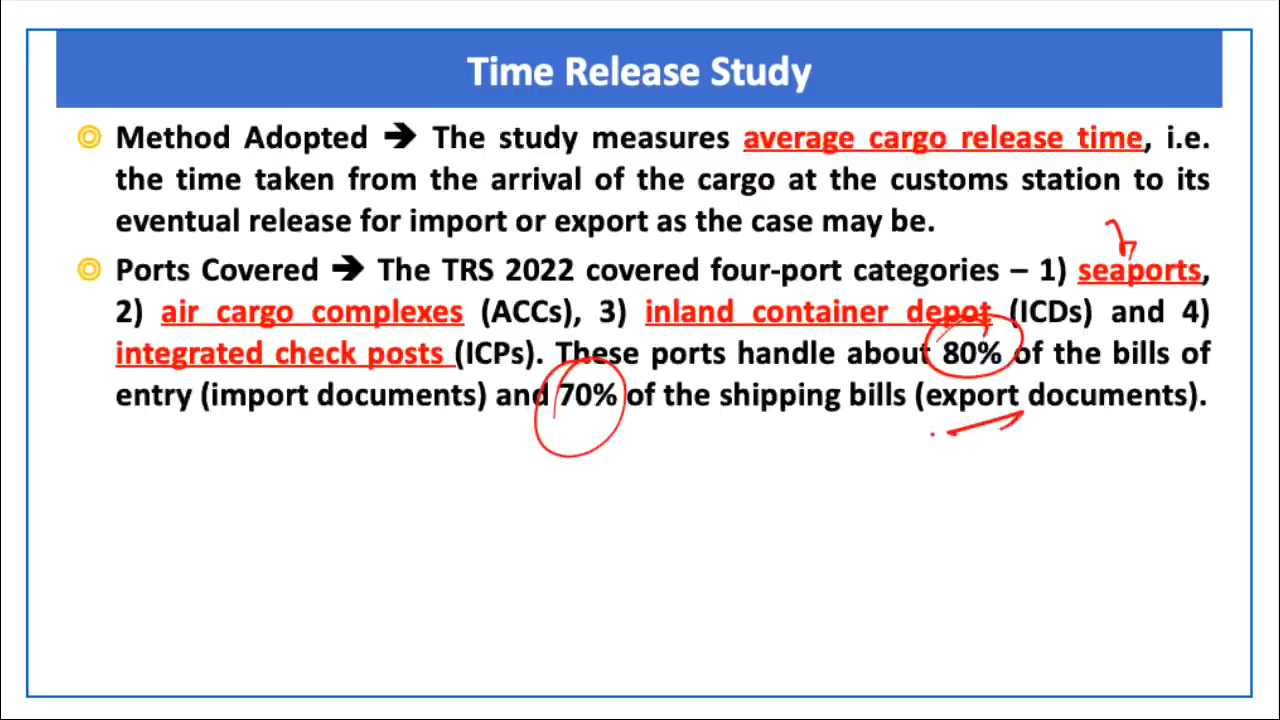 Time Release Study
Method Adopted ➔ The study measures average cargo release time, i.e.
the time taken from the arrival of the cargo at the customs station to its
eventual release for import or export as the case may be.
Ports Covered ➔ The TRS 2022 covered four-port categories – 1) seaports,
2) air cargo complexes (ACCs), 3) inland container depot (ICDs) and 4)
integrated check posts (ICPs). These ports handle about 80% of the bills of
entry (import documents) and 70% of the shipping bills (export documents).